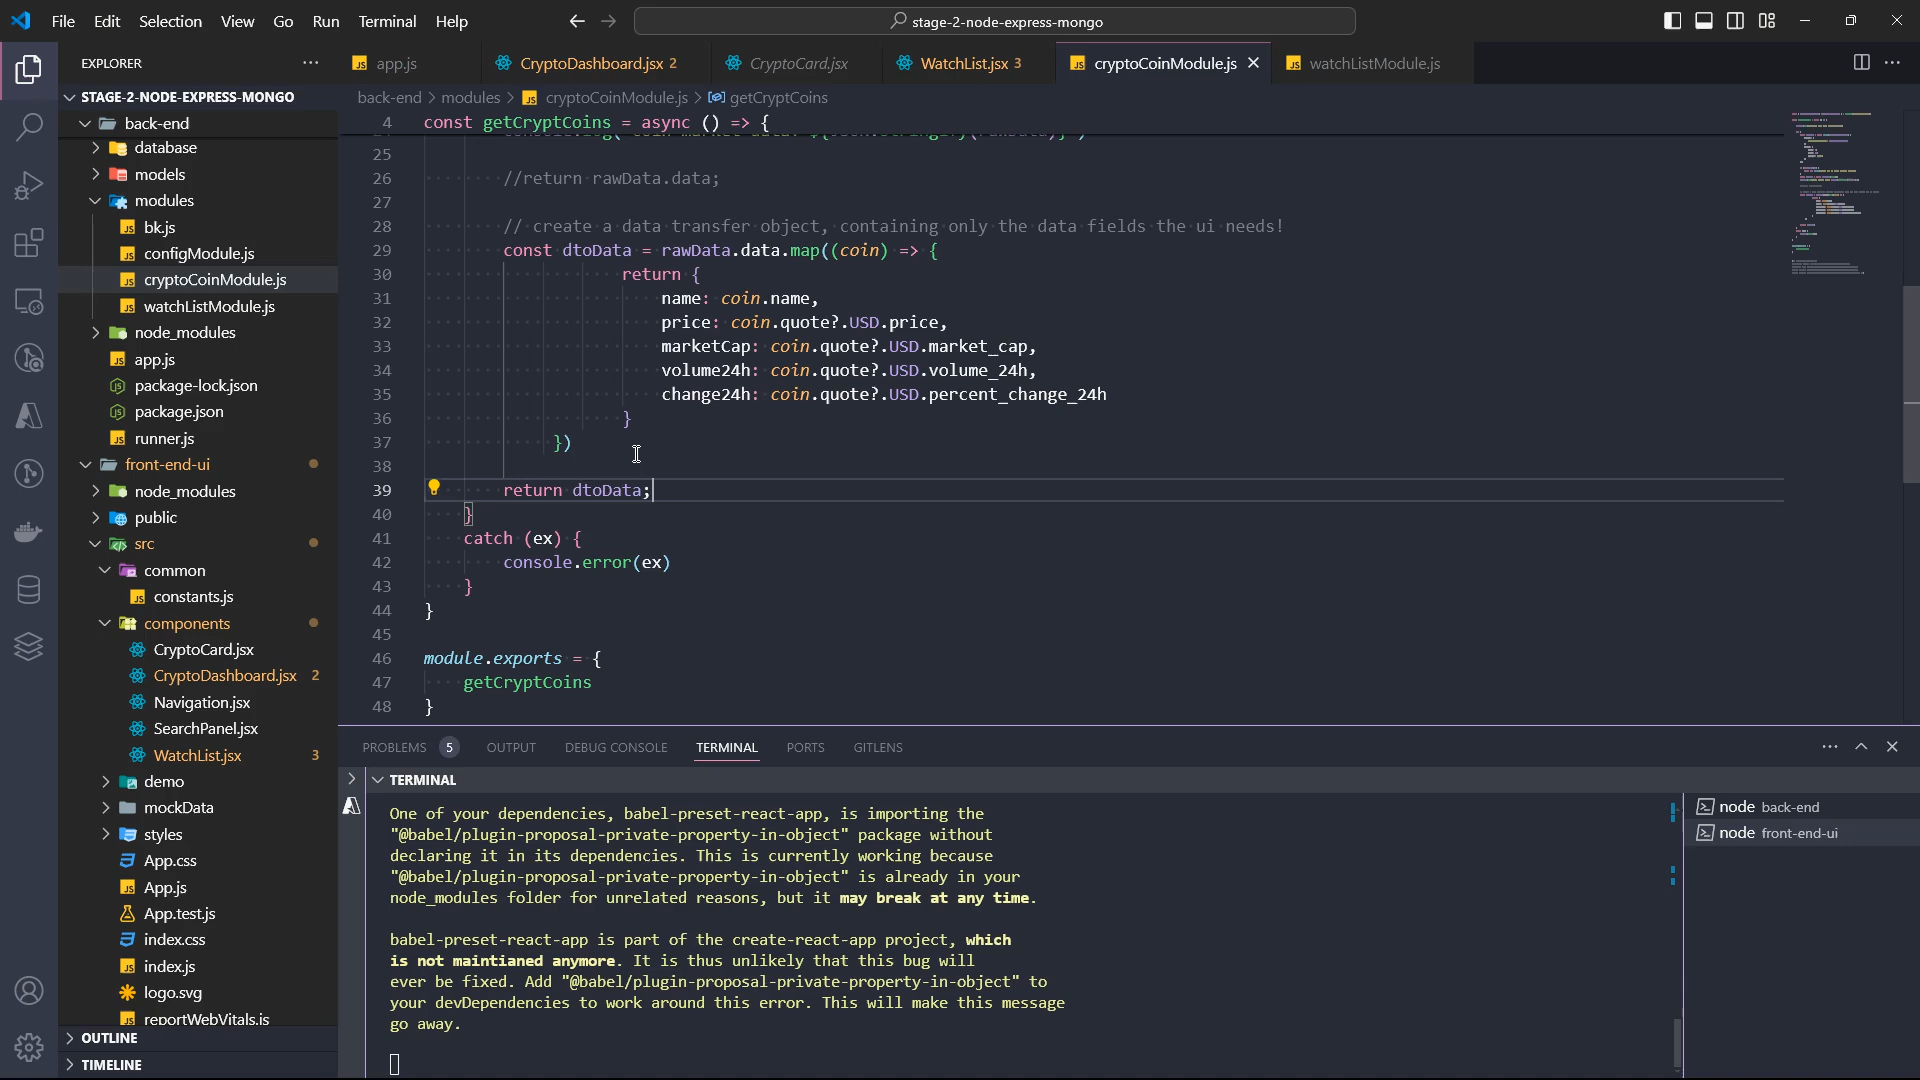 File Edit Selection View Go Run Terminal Help
stage-2-node-express-mongo
EXPLORER
app.js
CryptoDashboard.jsx 2
CryptoCard.jsx
WatchList.jsx 3
cryptoCoinModule.js
watchListModule.js
STAGE-2-NODE-EXPRESS-MONGO
back-end
database
models
modules
bk.js
configModule.js
cryptoCoinModule.js
watchListModule.js
node_modules
app.js
package-lock.json
package.json
runner.js
front-end-ui
node_modules
public
src
common
constants.js
components
CryptoCard.jsx
CryptoDashboard.jsx 2
Navigation.jsx
SearchPanel.jsx
WatchList.jsx 3
demo
mockData
styles
App.css
App.js
App.test.js
index.css
index.js
logo.svg
reportWebVitals.js
OUTLINE
TIMELINE
back-end > modules > cryptoCoinModule.js > getCryptCoins
4 const getCryptCoins = async () => {
25
26 //return rawData.data;
27
28 // create a data transfer object, containing only the data fields the ui needs!
29 const dtoData = rawData.data.map((coin) => {
30 return {
31 name: coin.name,
32 price: coin.quote?.USD.price,
33 marketCap: coin.quote?.USD.market_cap,
34 volume24h: coin.quote?.USD.volume_24h,
35 change24h: coin.quote?.USD.percent_change_24h
36 }
37 })
38
39 return dtoData;
40 }
41 catch (ex) {
42 console.error(ex)
43 }
44 }
45
46 module.exports = {
47 getCryptCoins
48 }
PROBLEMS 5 OUTPUT DEBUG CONSOLE TERMINAL PORTS GITLENS
TERMINAL
One of your dependencies, babel-preset-react-app, is importing the
"@babel/plugin-proposal-private-property-in-object" package without
declaring it in its dependencies. This is currently working because
"@babel/plugin-proposal-private-property-in-object" is already in your
node_modules folder for unrelated reasons, but it may break at any time.
babel-preset-react-app is part of the create-react-app project, which
is not maintianed anymore. It is thus unlikely that this bug will
ever be fixed. Add "@babel/plugin-proposal-private-property-in-object" to
your devDependencies to work around this error. This will make this message
go away.
node back-end
node front-end-ui